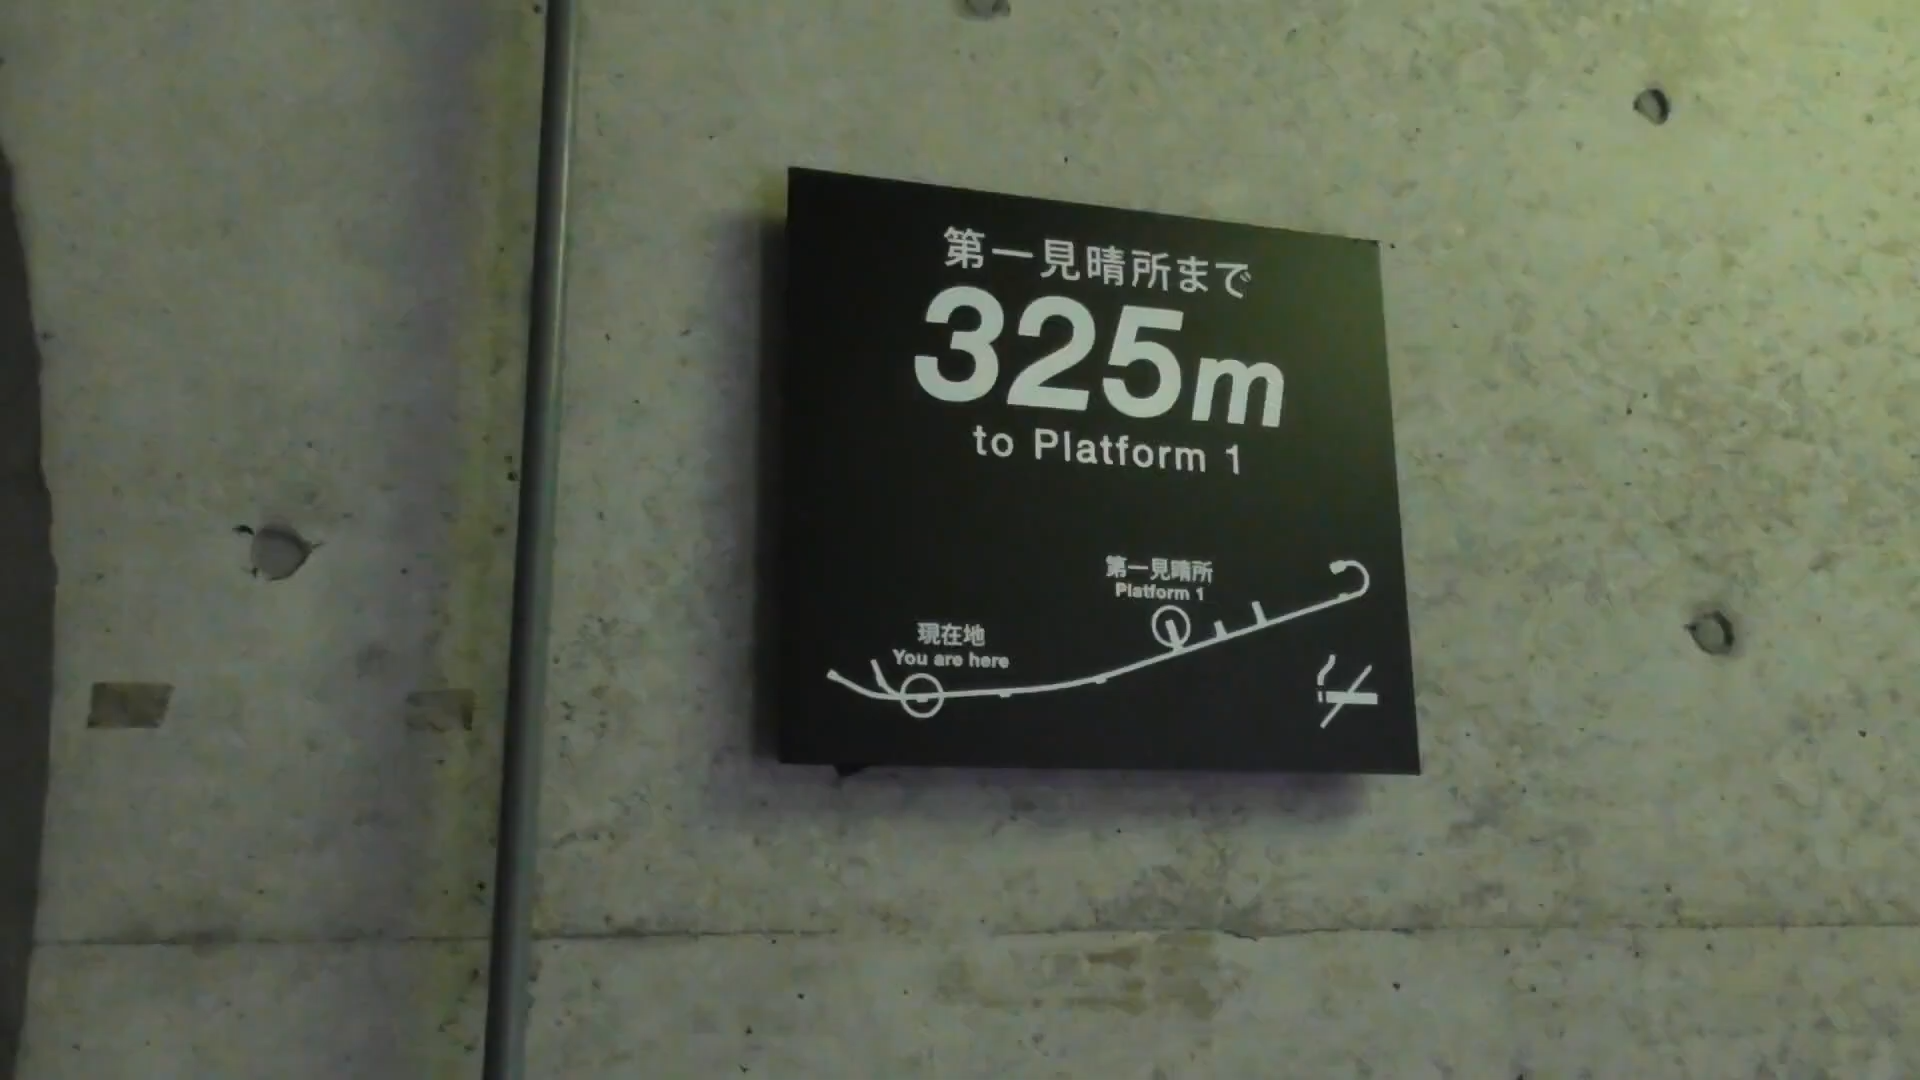 第一見晴所まで
325m
to Platform 1
第一見晴所
Platform 1
現在地
You are here